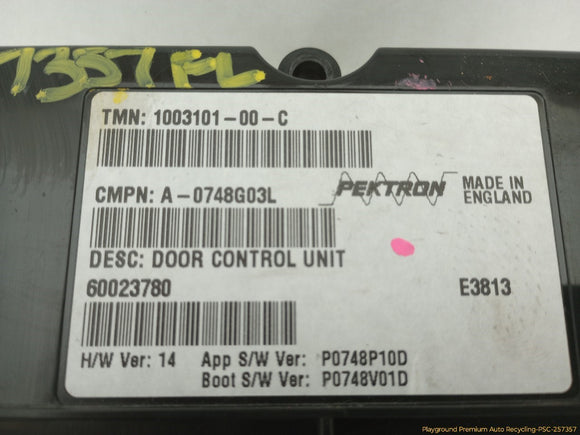 7357FL
TMN: 1003101-00-C
CMPN: A-0748G03L
PEKTRON
MADE IN
ENGLAND
DESC: DOOR CONTROL UNIT
60023780
E3813
H/W Ver: 14 App S/W Ver: P0748P10D
Boot S/W Ver: P0748V01D
Playground Premium Auto Recycling-PSC-257357